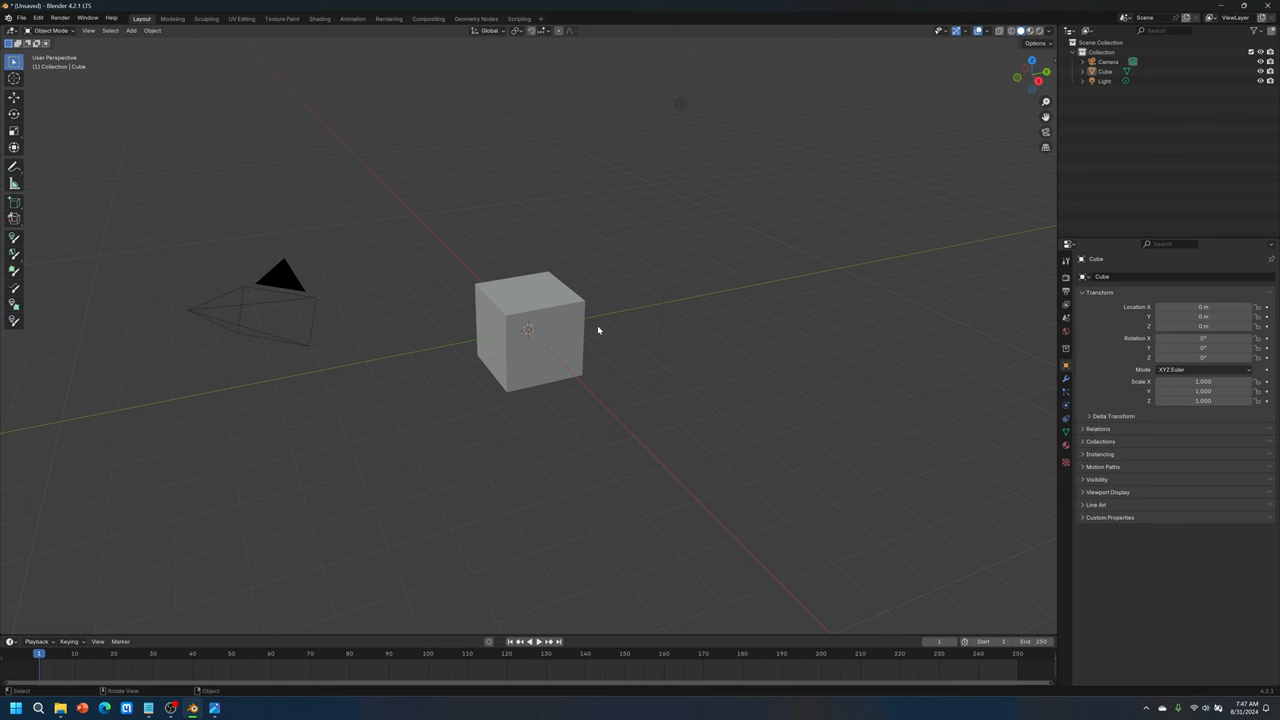 * (Unsaved) - Blender 4.2.1 LTS
File Edit Render Window Help Layout Modeling Sculpting UV Editing Texture Paint Shading Animation Rendering Compositing Geometry Nodes Scripting Scene ViewLayer
Object Mode View Select Add Object Global Search
Options
Scene Collection
Collection
Camera
Cube
Light
User Perspective
(1) Collection | Cube
Z
Y
X
Search
Cube
Cube
Transform
Location X 0 m
Y 0 m
Z 0 m
Rotation X 0°
Y 0°
Z 0°
Mode XYZ Euler
Scale X 1.000
Y 1.000
Z 1.000
Delta Transform
Relations
Collections
Instancing
Motion Paths
Visibility
Viewport Display
Line Art
Custom Properties
Playback Keying View Marker 1 Start 1 End 250
1 10 20 30 40 50 60 70 80 90 100 110 120 130 140 150 160 170 180 190 200 210 220 230 240 250
Select Rotate View Object 4.2.1
7:47 AM
8/31/2024